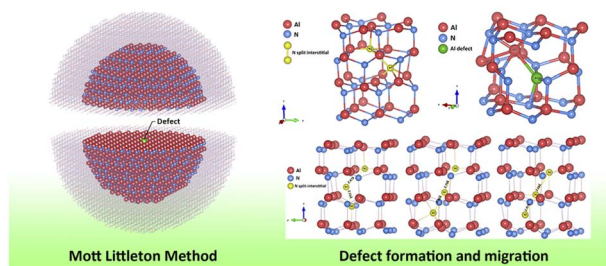 Defect
Mott Littleton Method
Al
N
N split interstitial
Al
N
Al defect
Al
N
N split interstitial
Defect formation and migration